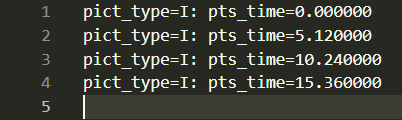 1 pict_type=I: pts_time=0.000000
2 pict_type=I: pts_time=5.120000
3 pict_type=I: pts_time=10.240000
4 pict_type=I: pts_time=15.360000
5